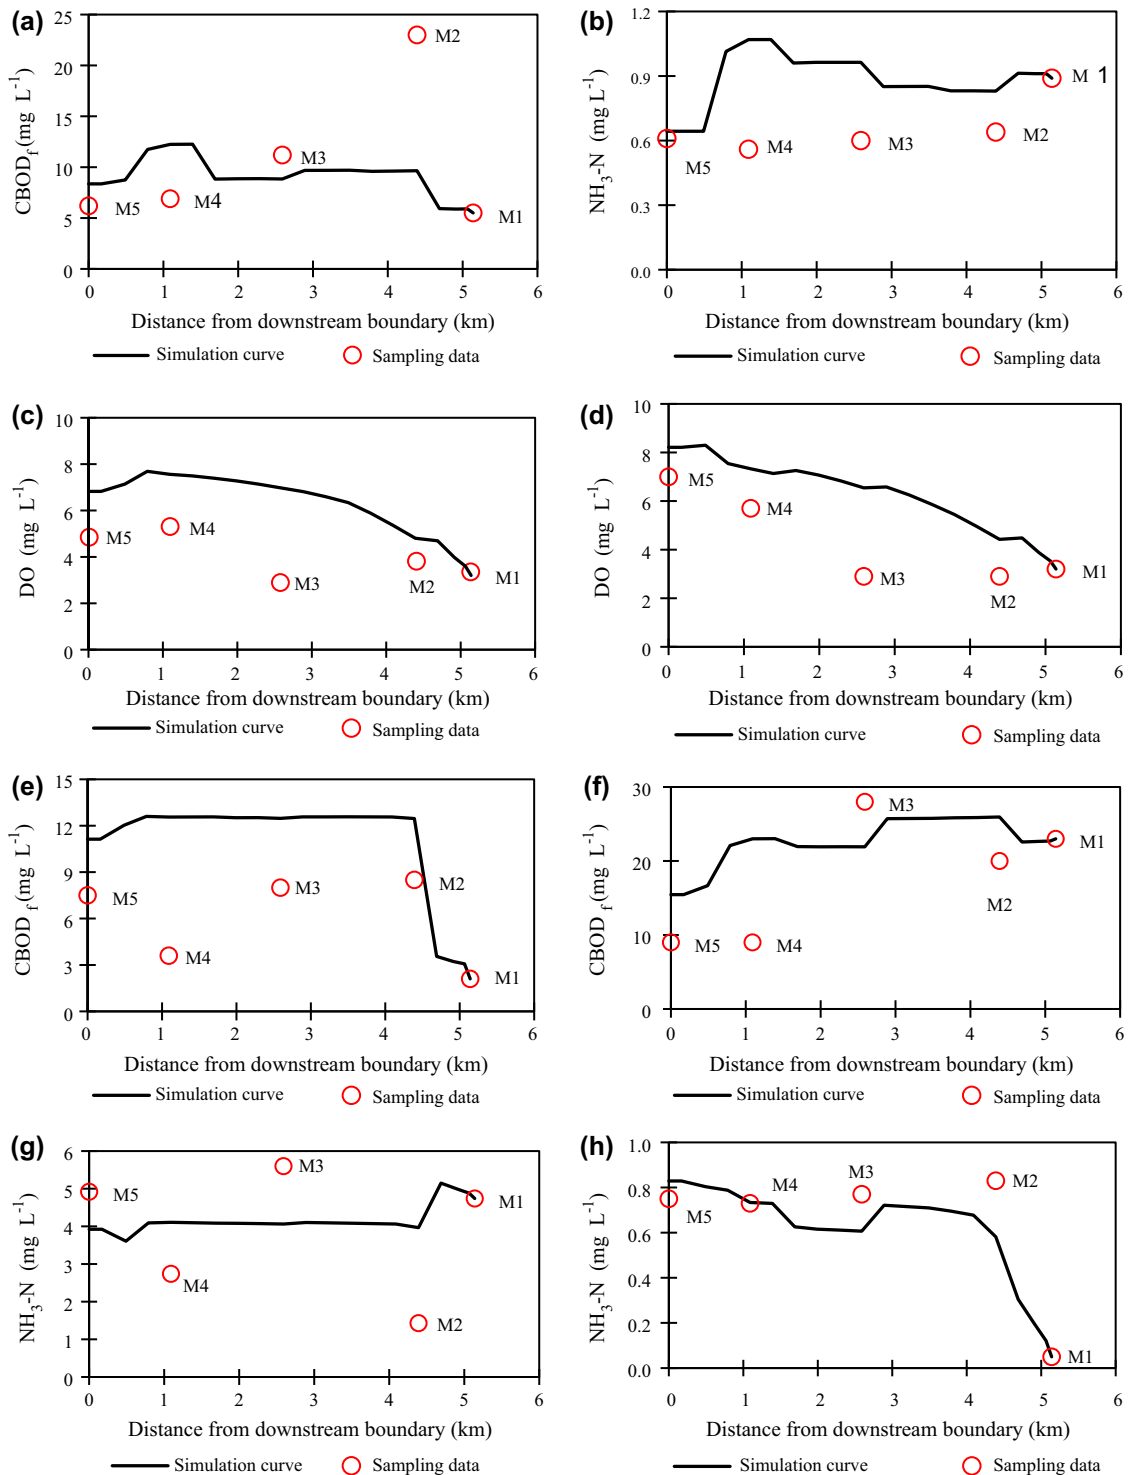 (a)
25
20
15
10
5
0
CBOD_f (mg L^-1)
M5
M4
M3
M2
M1
0 1 2 3 4 5 6
Distance from downstream boundary (km)
Simulation curve Sampling data
(b)
1.2
0.9
0.6
0.3
0.0
NH3-N (mg L^-1)
M5
M4
M3
M2
M 1
0 1 2 3 4 5 6
Distance from downstream boundary (km)
Simulation curve Sampling data
(c)
10
8
6
4
2
0
DO (mg L^-1)
M5
M4
M3
M2
M1
0 1 2 3 4 5 6
Distance from downstream boundary (km)
Simulation curve Sampling data
(d)
10
8
6
4
2
0
DO (mg L^-1)
M5
M4
M3
M2
M1
0 1 2 3 4 5 6
Distance from downstream boundary (km)
Simulation curve Sampling data
(e)
15
12
9
6
3
0
CBOD_f (mg L^-1)
M5
M4
M3
M2
M1
0 1 2 3 4 5 6
Distance from downstream boundary (km)
Simulation curve Sampling data
(f)
30
20
10
0
CBOD_f (mg L^-1)
M5
M4
M3
M2
M1
0 1 2 3 4 5 6
Distance from downstream boundary (km)
Simulation curve Sampling data
(g)
6
5
4
3
2
1
0
NH3-N (mg L^-1)
M5
M4
M3
M2
M1
0 1 2 3 4 5 6
Distance from downstream boundary (km)
Simulation curve Sampling data
(h)
1.0
0.8
0.6
0.4
0.2
0.0
NH3-N (mg L^-1)
M5
M4
M3
M2
M1
0 1 2 3 4 5 6
Distance from downstream boundary (km)
Simulation curve Sampling data